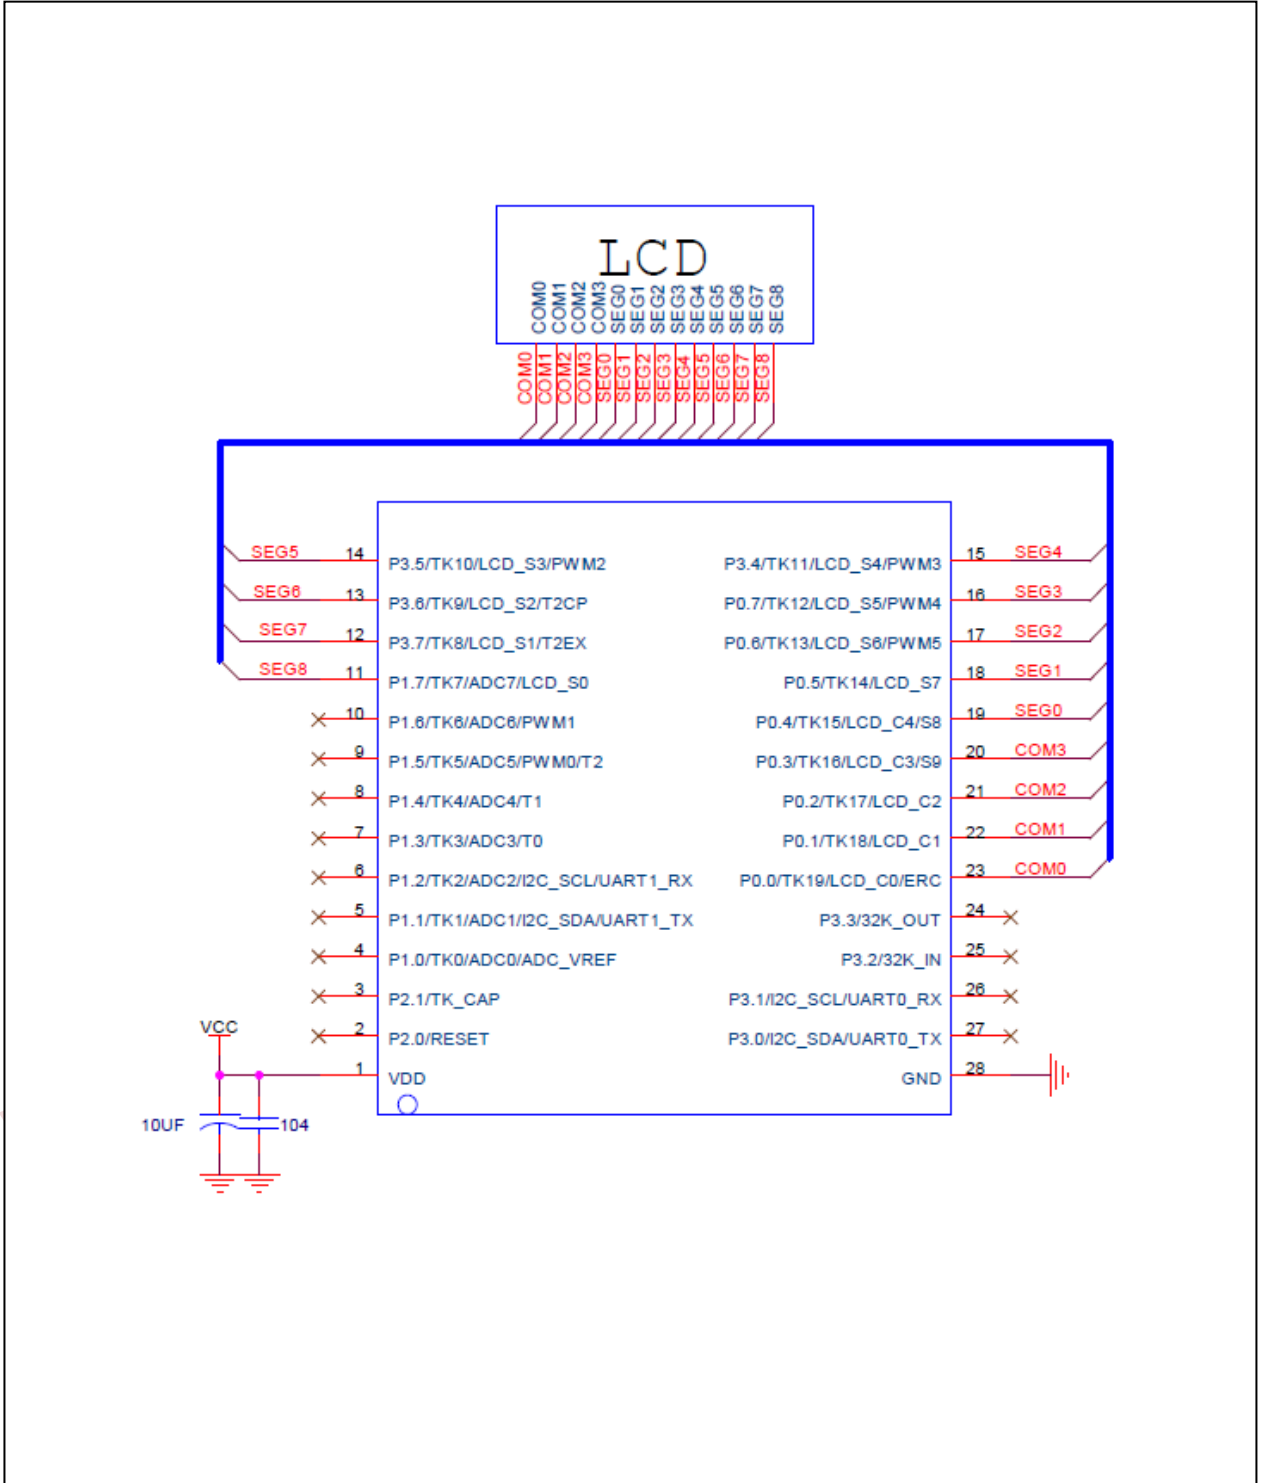 LCD
COM0
COM1
COM2
COM3
SEG0
SEG1
SEG2
SEG3
SEG4
SEG5
SEG6
SEG7
SEG8
COM0
COM1
COM2
COM3
SEG0
SEG1
SEG2
SEG3
SEG4
SEG5
SEG6
SEG7
SEG8
SEG5 14 P3.5/TK10/LCD_S3/PWM2 P3.4/TK11/LCD_S4/PWM3 15 SEG4
SEG6 13 P3.6/TK9/LCD_S2/T2CP P0.7/TK12/LCD_S5/PWM4 16 SEG3
SEG7 12 P3.7/TK8/LCD_S1/T2EX P0.6/TK13/LCD_S6/PWM5 17 SEG2
SEG8 11 P1.7/TK7/ADC7/LCD_S0 P0.5/TK14/LCD_S7 18 SEG1
10 P1.6/TK6/ADC6/PWM1 P0.4/TK15/LCD_C4/S8 19 SEG0
9 P1.5/TK5/ADC5/PWM0/T2 P0.3/TK16/LCD_C3/S9 20 COM3
8 P1.4/TK4/ADC4/T1 P0.2/TK17/LCD_C2 21 COM2
7 P1.3/TK3/ADC3/T0 P0.1/TK18/LCD_C1 22 COM1
6 P1.2/TK2/ADC2/I2C_SCL/UART1_RX P0.0/TK19/LCD_C0/ERC 23 COM0
5 P1.1/TK1/ADC1/I2C_SDA/UART1_TX P3.3/32K_OUT 24
4 P1.0/TK0/ADC0/ADC_VREF P3.2/32K_IN 25
3 P2.1/TK_CAP P3.1/I2C_SCL/UART0_RX 26
VCC 2 P2.0/RESET P3.0/I2C_SDA/UART0_TX 27
1 VDD GND 28
10UF 104